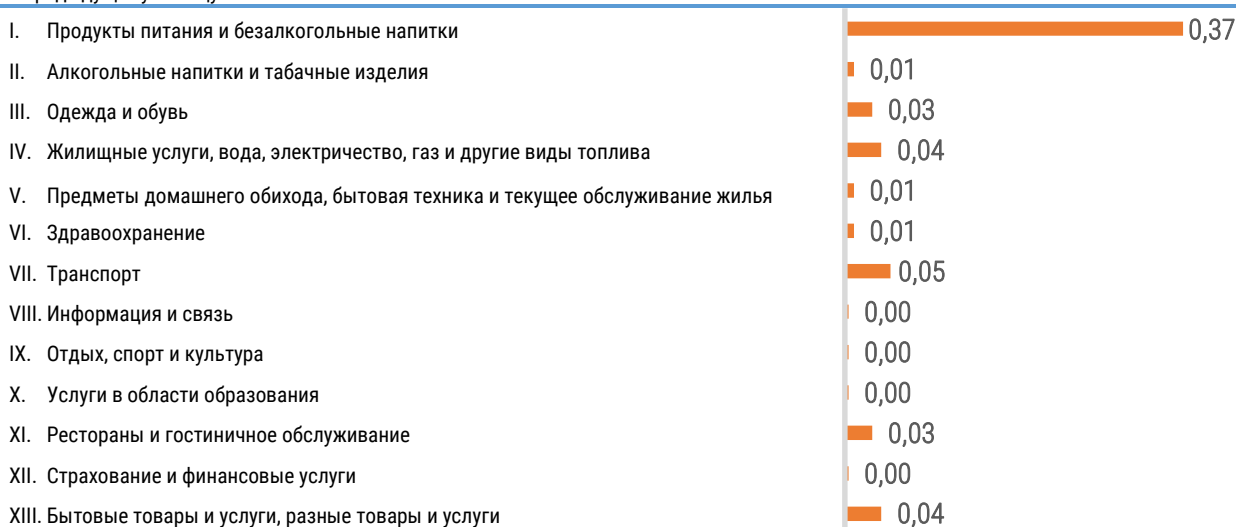 I. Продукты питания и безалкогольные напитки 0,37
II. Алкогольные напитки и табачные изделия 0,01
III. Одежда и обувь 0,03
IV. Жилищные услуги, вода, электричество, газ и другие виды топлива 0,04
V. Предметы домашнего обихода, бытовая техника и текущее обслуживание жилья 0,01
VI. Здравоохранение 0,01
VII. Транспорт 0,05
VIII. Информация и связь 0,00
IX. Отдых, спорт и культура 0,00
X. Услуги в области образования 0,00
XI. Рестораны и гостиничное обслуживание 0,03
XII. Страхование и финансовые услуги 0,00
XIII. Бытовые товары и услуги, разные товары и услуги 0,04